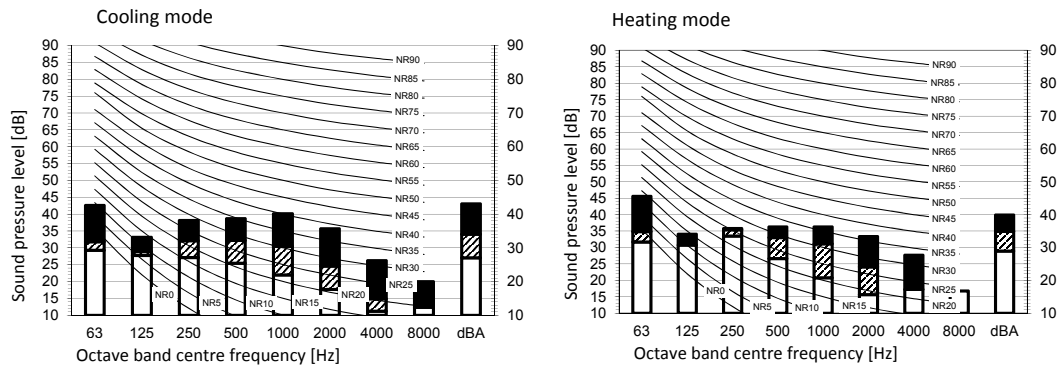 Cooling mode
Sound pressure level [dB]
90
85
80
75
70
65
60
55
50
45
40
35
30
25
20
15
10
90
80
70
60
50
40
30
20
10
NR90
NR85
NR80
NR75
NR70
NR65
NR60
NR55
NR50
NR45
NR40
NR35
NR30
NR25
NR0 NR5 NR10 NR15 NR20
63 125 250 500 1000 2000 4000 8000 dBA
Octave band centre frequency [Hz]
Heating mode
Sound pressure level [dB]
90
85
80
75
70
65
60
55
50
45
40
35
30
25
20
15
10
90
80
70
60
50
40
30
20
10
NR90
NR85
NR80
NR75
NR70
NR65
NR60
NR55
NR50
NR45
NR40
NR35
NR30
NR25
NR20
NR0 NR5 NR10 NR15
63 125 250 500 1000 2000 4000 8000 dBA
Octave band centre frequency [Hz]